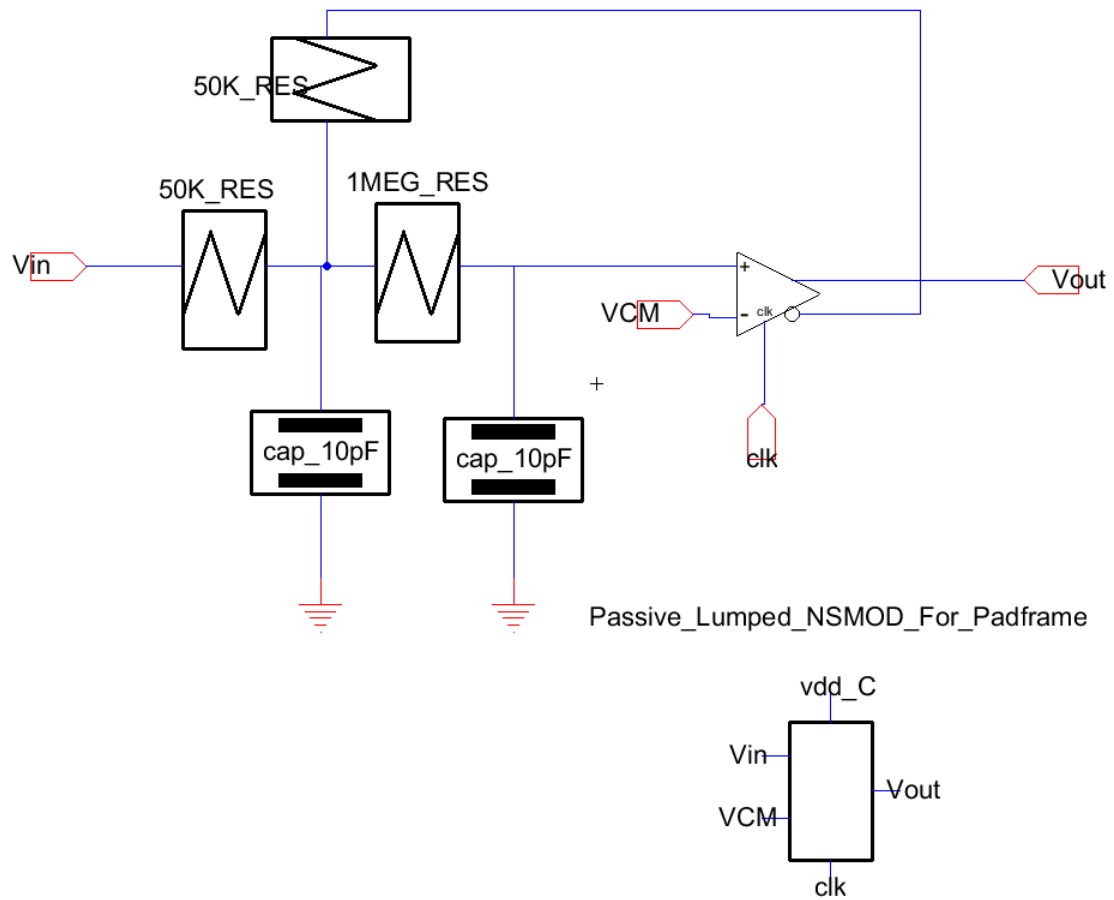 50K_RES
50K_RES
1MEG_RES
Vin
+
Vout
VCM
-
clk
cap_10pF
cap_10pF
clk
Passive_Lumped_NSMOD_For_Padframe
vdd_C
Vin
Vout
VCM
clk